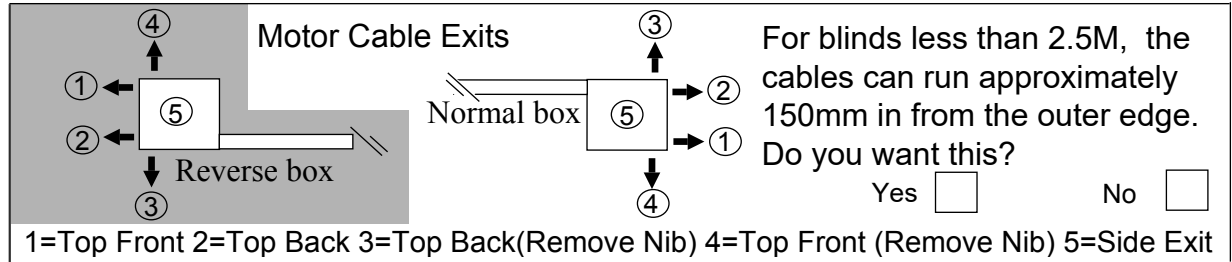 Motor Cable Exits
④
①
⑤
②
Reverse box
③
③
②
Normal box
⑤
①
④
For blinds less than 2.5M, the
cables can run approximately
150mm in from the outer edge.
Do you want this?
Yes
No
1=Top Front 2=Top Back 3=Top Back(Remove Nib) 4=Top Front (Remove Nib) 5=Side Exit